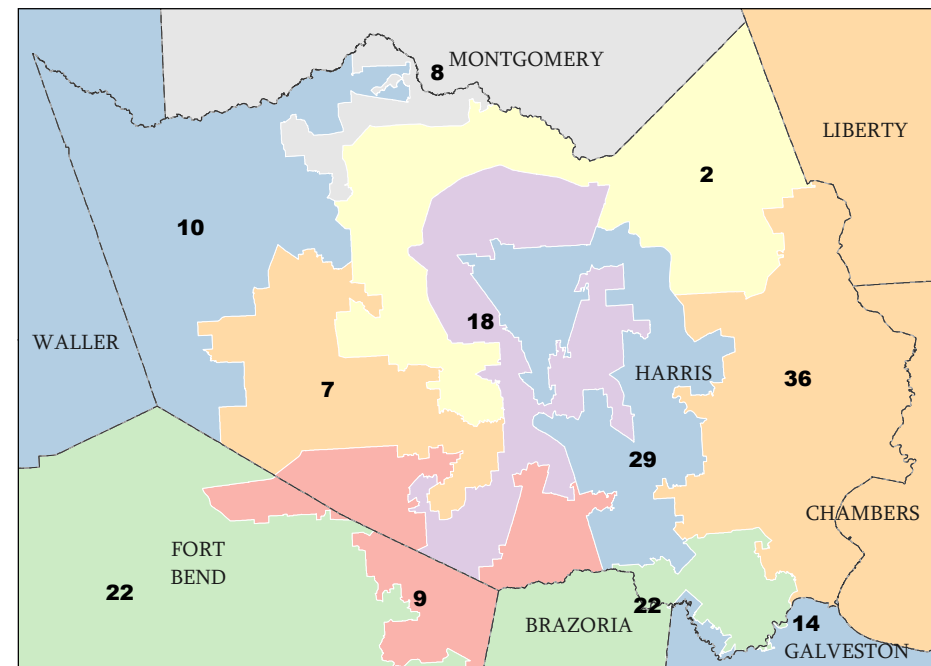 MONTGOMERY
8
LIBERTY
2
10
18
WALLER
HARRIS
7
36
29
CHAMBERS
FORT
BEND
22
9
22
BRAZORIA
14
GALVESTON